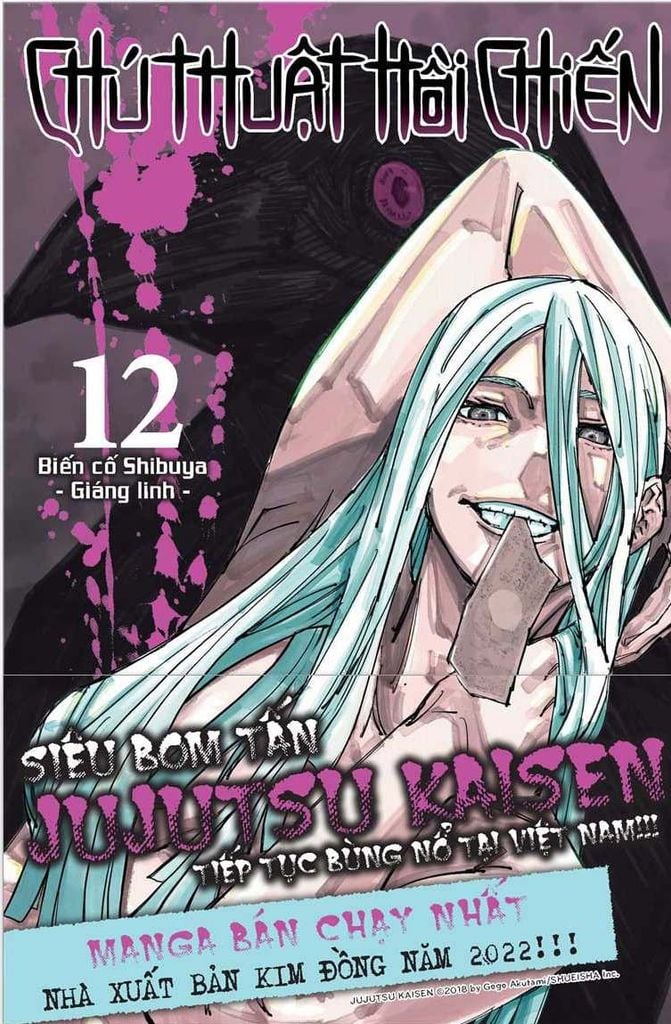 CHÚ THUẬT HỒI CHIẾN
12
Biến cố Shibuya
- Giáng linh -
SIÊU BOM TẤN
JUJUTSU KAISEN
TIẾP TỤC BÙNG NỔ TẠI VIỆT NAM!!!
MANGA BÁN CHẠY NHẤT
NHÀ XUẤT BẢN KIM ĐỒNG NĂM 2022!!!
JUJUTSU KAISEN ©2018 by Gege Akutami/SHUEISHA Inc.